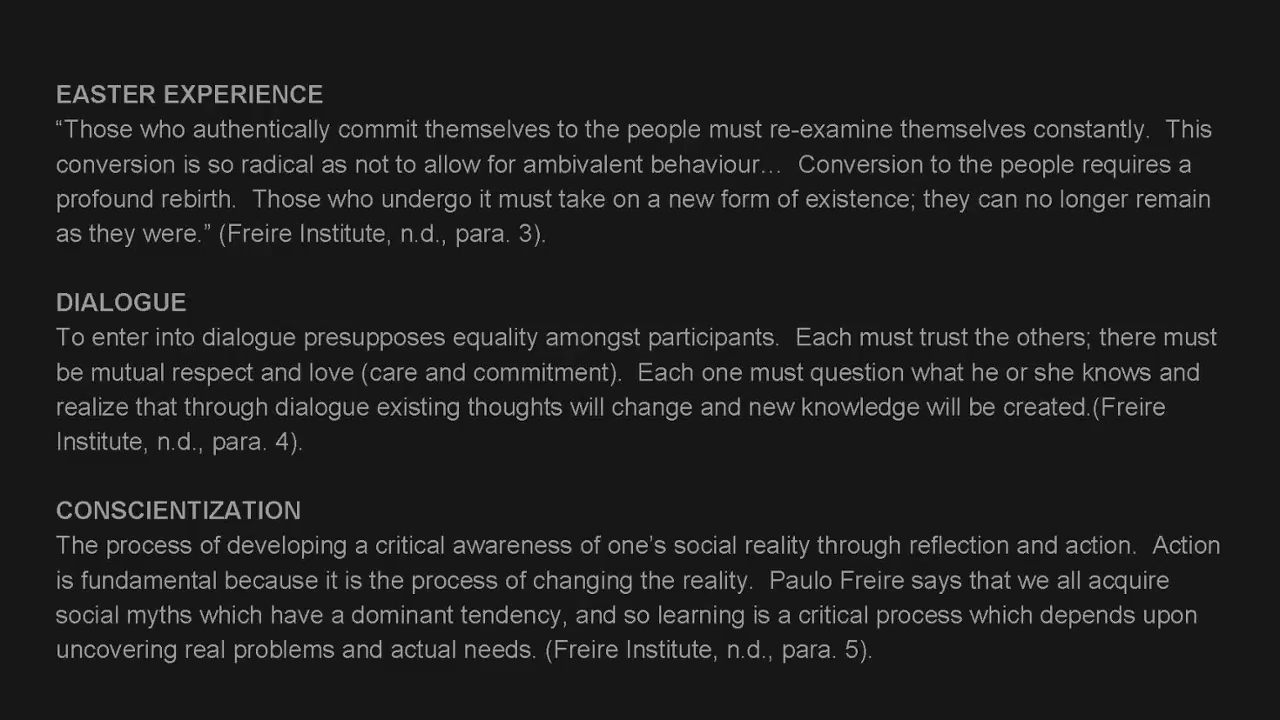 EASTER EXPERIENCE
“Those who authentically commit themselves to the people must re-examine themselves constantly.  This
conversion is so radical as not to allow for ambivalent behaviour…  Conversion to the people requires a
profound rebirth.  Those who undergo it must take on a new form of existence; they can no longer remain
as they were.” (Freire Institute, n.d., para. 3).
DIALOGUE
To enter into dialogue presupposes equality amongst participants.  Each must trust the others; there must
be mutual respect and love (care and commitment).  Each one must question what he or she knows and
realize that through dialogue existing thoughts will change and new knowledge will be created.(Freire
Institute, n.d., para. 4).
CONSCIENTIZATION
The process of developing a critical awareness of one’s social reality through reflection and action.  Action
is fundamental because it is the process of changing the reality.  Paulo Freire says that we all acquire
social myths which have a dominant tendency, and so learning is a critical process which depends upon
uncovering real problems and actual needs. (Freire Institute, n.d., para. 5).